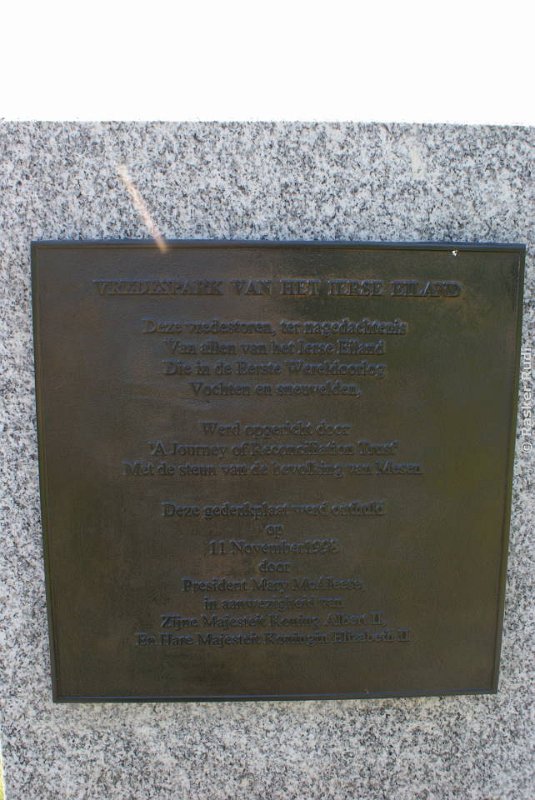 VREDESPARK VAN HET IERSE EILAND
Deze vredestoren, ter nagedachtenis
Van allen van het Ierse Eiland
Die in de Eerste Wereldoorlog
Vochten en sneuvelden,
Werd opgericht door
'A Journey of Reconciliation Trust'
Met de steun van de bevolking van Mesen
Deze gedenkplaat werd onthuld
op
11 November 1998
door
President Mary McAleese
in aanwezigheid van
Zijne Majesteit Koning Albert II,
En Hare Majesteit Koningin Elizabeth II
© Jasker Kudi